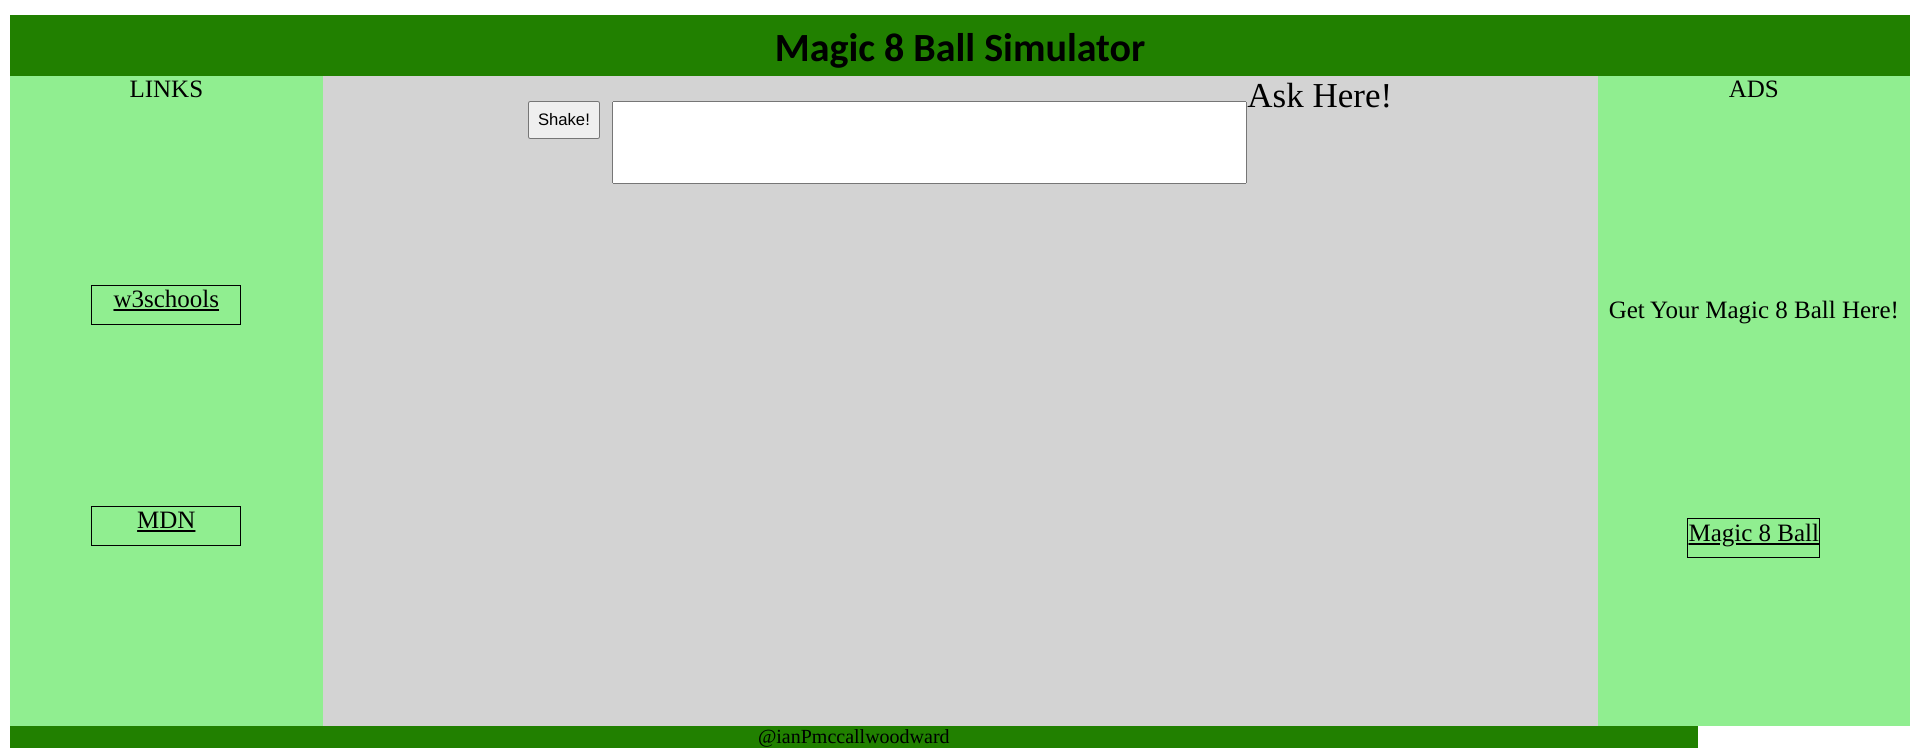 Magic 8 Ball Simulator
LINKS
w3schools
MDN
Shake!
Ask Here!
ADS
Get Your Magic 8 Ball Here!
Magic 8 Ball
@ianPmccallwoodward